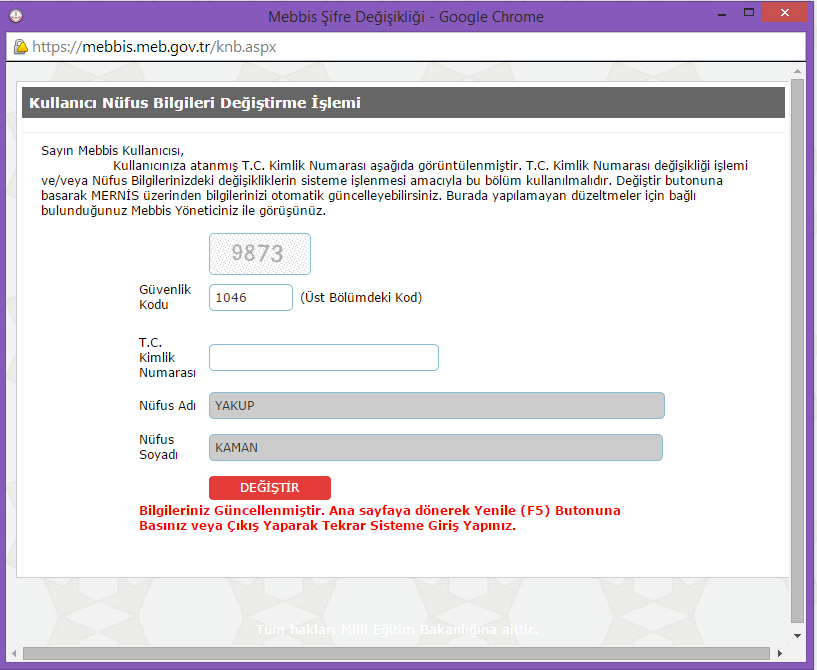 Mebbis Şifre Değişikliği - Google Chrome
https://mebbis.meb.gov.tr/knb.aspx
Kullanıcı Nüfus Bilgileri Değiştirme İşlemi
Sayın Mebbis Kullanıcısı,
Kullanıcınıza atanmış T.C. Kimlik Numarası aşağıda görüntülenmiştir. T.C. Kimlik Numarası değişikliği işlemi
ve/veya Nüfus Bilgilerinizdeki değişikliklerin sisteme işlenmesi amacıyla bu bölüm kullanılmalıdır. Değiştir butonuna
basarak MERNİS üzerinden bilgilerinizi otomatik güncelleyebilirsiniz. Burada yapılamayan düzeltmeler için bağlı
bulunduğunuz Mebbis Yöneticiniz ile görüşünüz.
9873
Güvenlik
Kodu
1046 (Üst Bölümdeki Kod)
T.C.
Kimlik
Numarası
Nüfus Adı YAKUP
Nüfus
Soyadı
KAMAN
DEĞİŞTİR
Bilgileriniz Güncellenmiştir. Ana sayfaya dönerek Yenile (F5) Butonuna
Basınız veya Çıkış Yaparak Tekrar Sisteme Giriş Yapınız.
Tüm hakları Milli Eğitim Bakanlığına aittir.